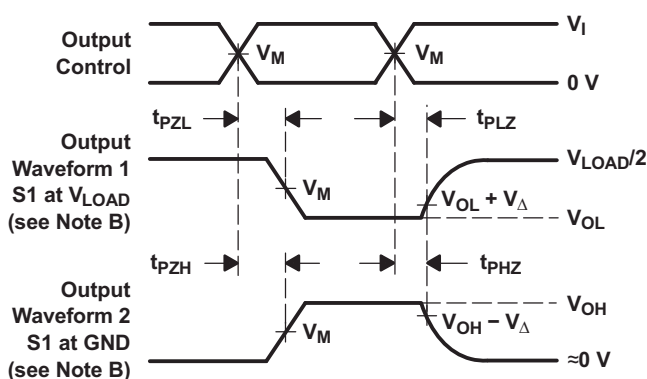 Output
Control
V_M
V_M
V_I
0 V
t_PZL
t_PLZ
Output
Waveform 1
S1 at V_LOAD
(see Note B)
V_M
V_LOAD/2
V_OL + V_Δ
V_OL
t_PZH
t_PHZ
Output
Waveform 2
S1 at GND
(see Note B)
V_M
V_OH
V_OH − V_Δ
≈0 V